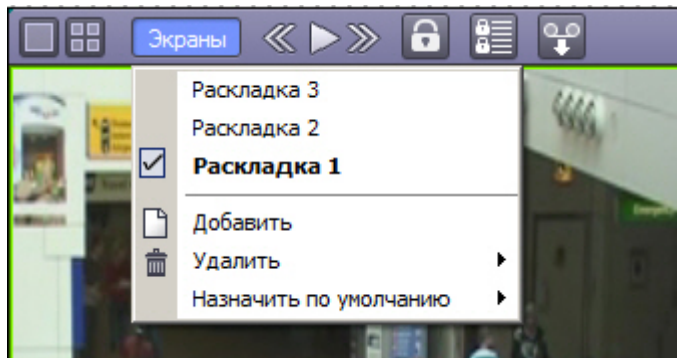 Экраны
Раскладка 3
Раскладка 2
Раскладка 1
Добавить
Удалить
Назначить по умолчанию